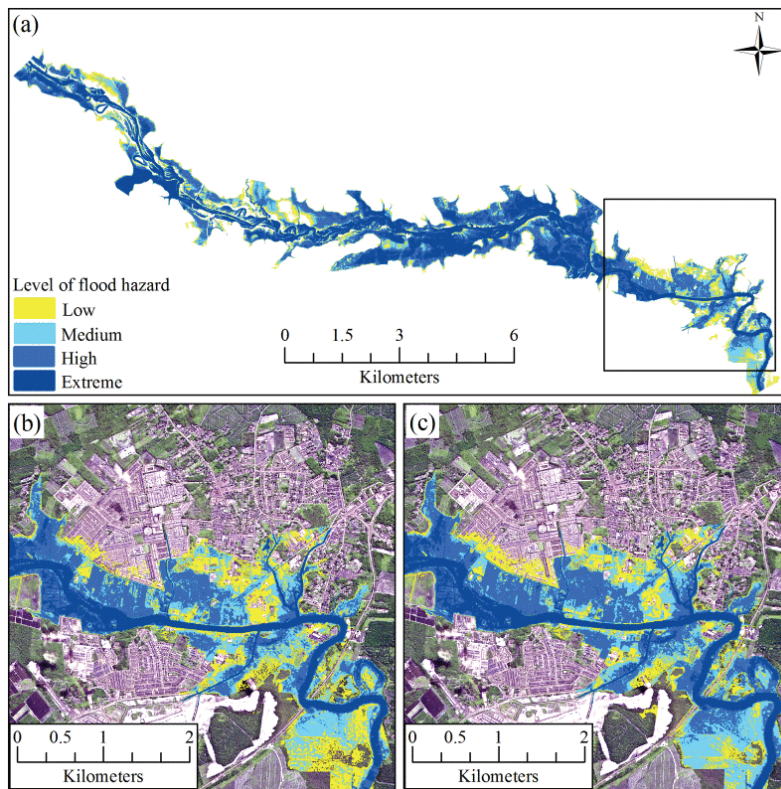 (a)
N
Level of flood hazard
Low
Medium
High
Extreme
0 1.5 3 6
Kilometers
(b)
0 0.5 1 2
Kilometers
(c)
0 0.5 1 2
Kilometers